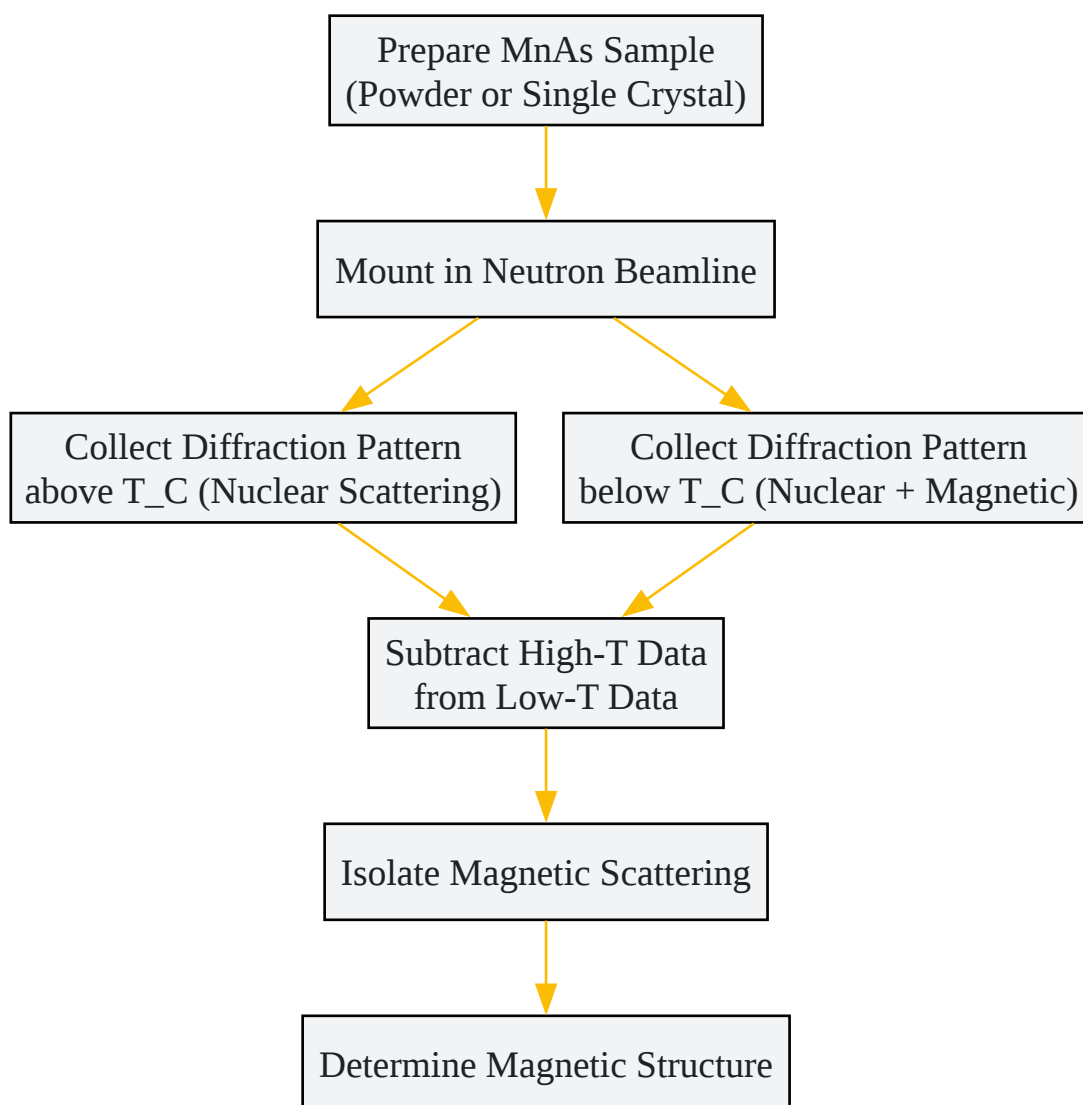 Prepare MnAs Sample
(Powder or Single Crystal)
Mount in Neutron Beamline
Collect Diffraction Pattern
above T_C (Nuclear Scattering)
Collect Diffraction Pattern
below T_C (Nuclear + Magnetic)
Subtract High-T Data
from Low-T Data
Isolate Magnetic Scattering
Determine Magnetic Structure